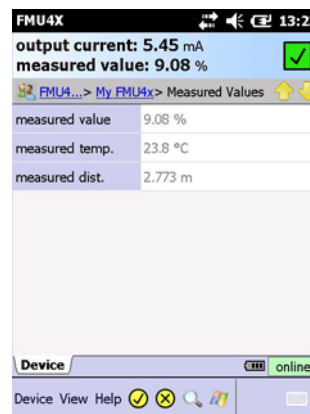 FMU4X 13:2
output current: 5.45 mA
measured value: 9.08 %
FMU4...> My FMU4x> Measured Values
measured value 9.08 %
measured temp. 23.8 °C
measured dist. 2.773 m
Device online
Device View Help